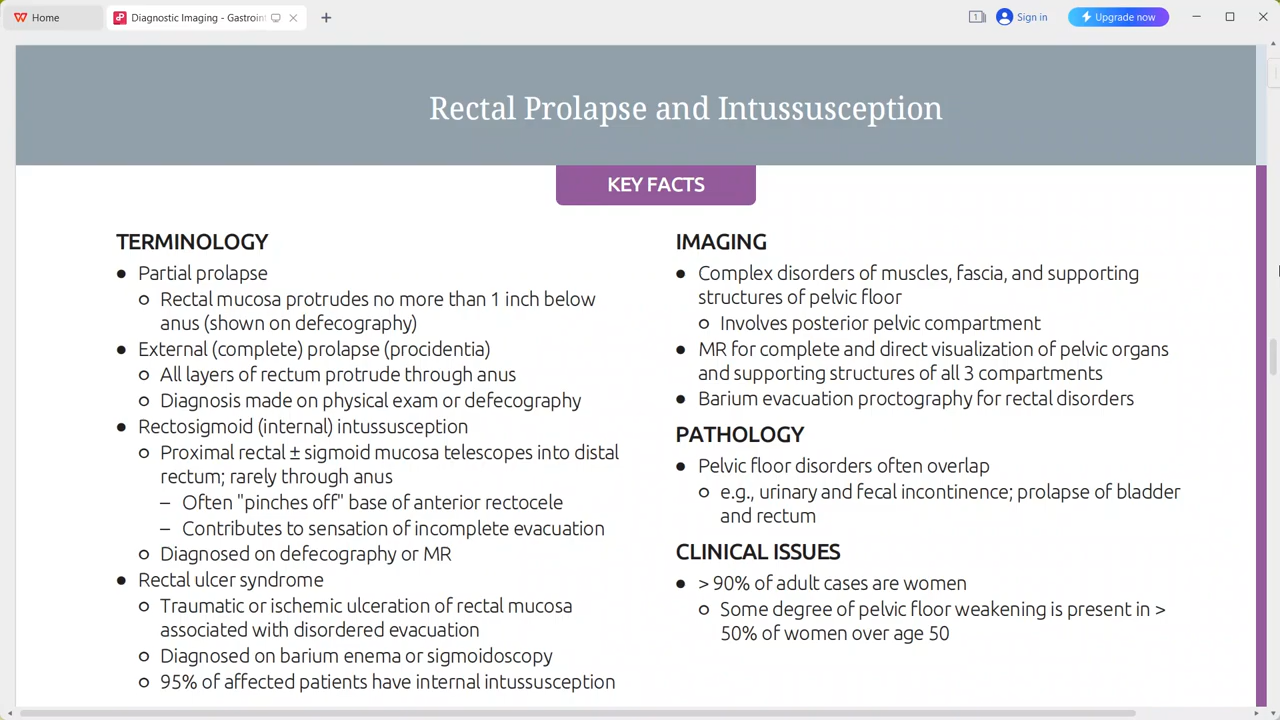 Home
Diagnostic Imaging - Gastroint
Sign in
Upgrade now
Rectal Prolapse and Intussusception
KEY FACTS
TERMINOLOGY
● Partial prolapse
○ Rectal mucosa protrudes no more than 1 inch below
anus (shown on defecography)
● External (complete) prolapse (procidentia)
○ All layers of rectum protrude through anus
○ Diagnosis made on physical exam or defecography
● Rectosigmoid (internal) intussusception
○ Proximal rectal ± sigmoid mucosa telescopes into distal
rectum; rarely through anus
– Often "pinches off" base of anterior rectocele
– Contributes to sensation of incomplete evacuation
○ Diagnosed on defecography or MR
● Rectal ulcer syndrome
○ Traumatic or ischemic ulceration of rectal mucosa
associated with disordered evacuation
○ Diagnosed on barium enema or sigmoidoscopy
○ 95% of affected patients have internal intussusception
IMAGING
● Complex disorders of muscles, fascia, and supporting
structures of pelvic floor
○ Involves posterior pelvic compartment
● MR for complete and direct visualization of pelvic organs
and supporting structures of all 3 compartments
● Barium evacuation proctography for rectal disorders
PATHOLOGY
● Pelvic floor disorders often overlap
○ e.g., urinary and fecal incontinence; prolapse of bladder
and rectum
CLINICAL ISSUES
● > 90% of adult cases are women
○ Some degree of pelvic floor weakening is present in >
50% of women over age 50